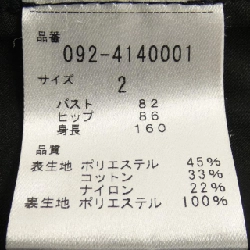 品番
092-4140001
サイズ
2
バスト 82
ヒップ 86
身長 160
品質
表生地 ポリエステル 45%
コットン 33%
ナイロン 22%
裏生地 ポリエステル 100%